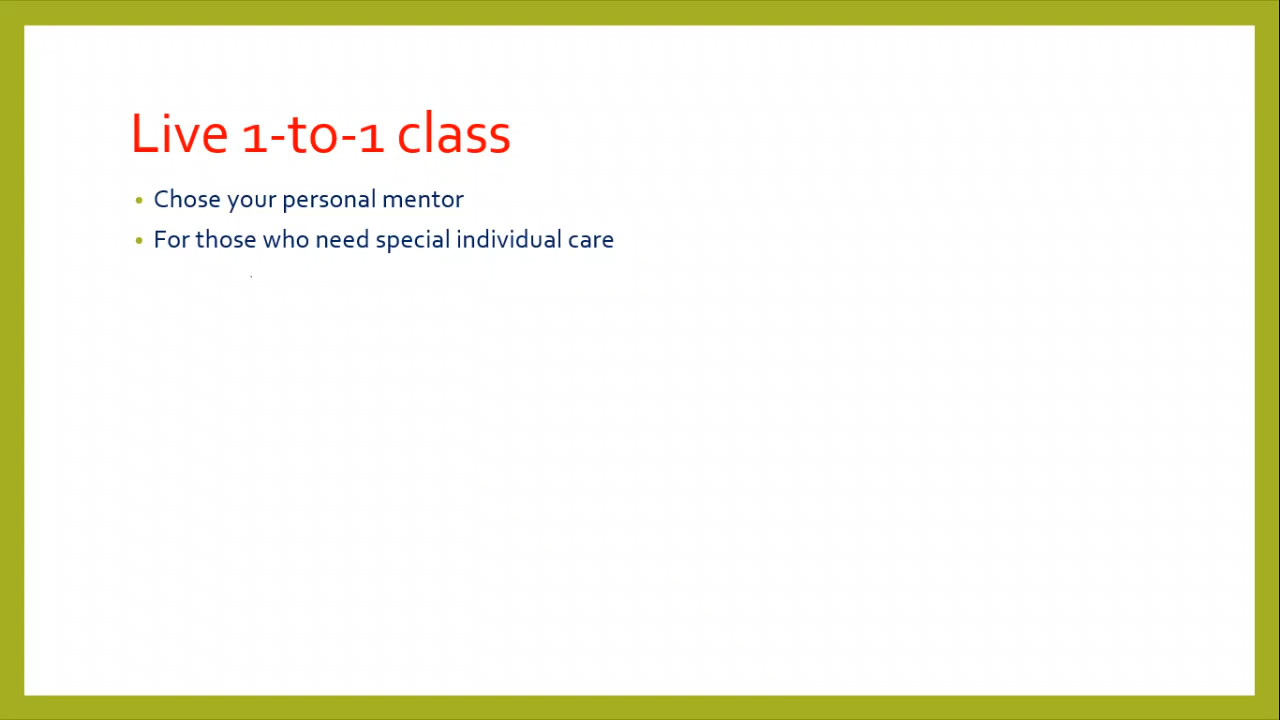 Live 1-to-1 class
• Chose your personal mentor
• For those who need special individual care